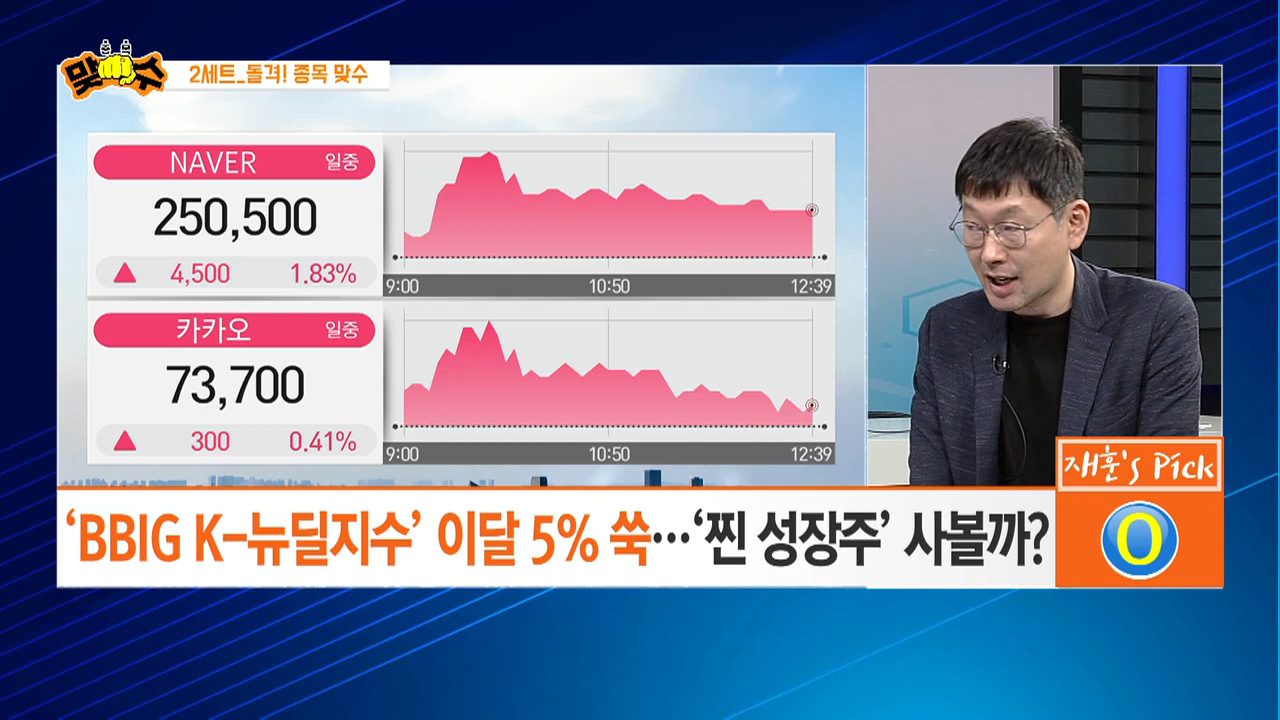 맞수
2세트_돌격! 종목 맞수
NAVER 일중
250,500
▲ 4,500 1.83%
9:00 10:50 12:39
카카오 일중
73,700
▲ 300 0.41%
9:00 10:50 12:39
재훈's Pick
O
‘BBIG K-뉴딜지수’ 이달 5% 쑥…‘찐 성장주’ 사볼까?